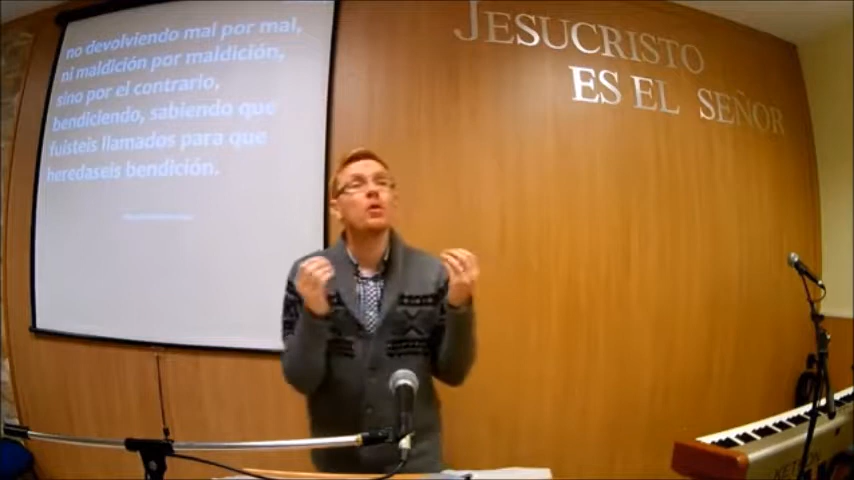 no devolviendo mal por mal,
ni maldición por maldición,
sino por el contrario,
bendiciendo, sabiendo que
fuisteis llamados para que
heredaseis bendición.
JESUCRISTO
ES EL SEÑOR
KETRON